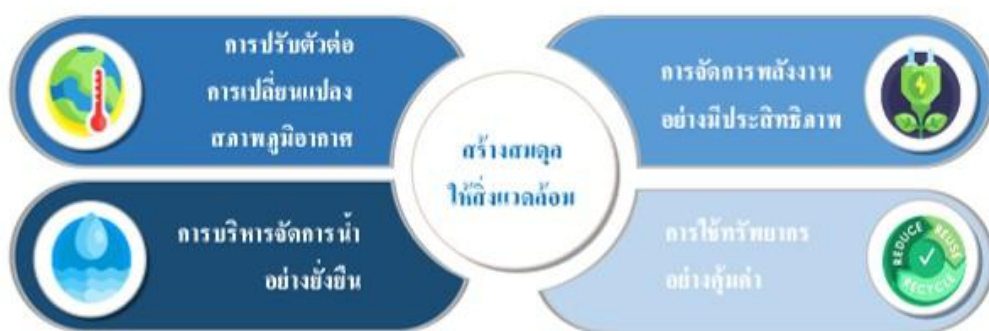 การปรับตัวต่อ
การเปลี่ยนแปลง
สภาพภูมิอากาศ
การจัดการพลังงาน
อย่างมีประสิทธิภาพ
สร้างสมดุล
ให้สิ่งแวดล้อม
การบริหารจัดการน้ำ
อย่างยั่งยืน
การใช้ทรัพยากร
อย่างคุ้มค่า
REDUCE
REUSE
RECYCLE